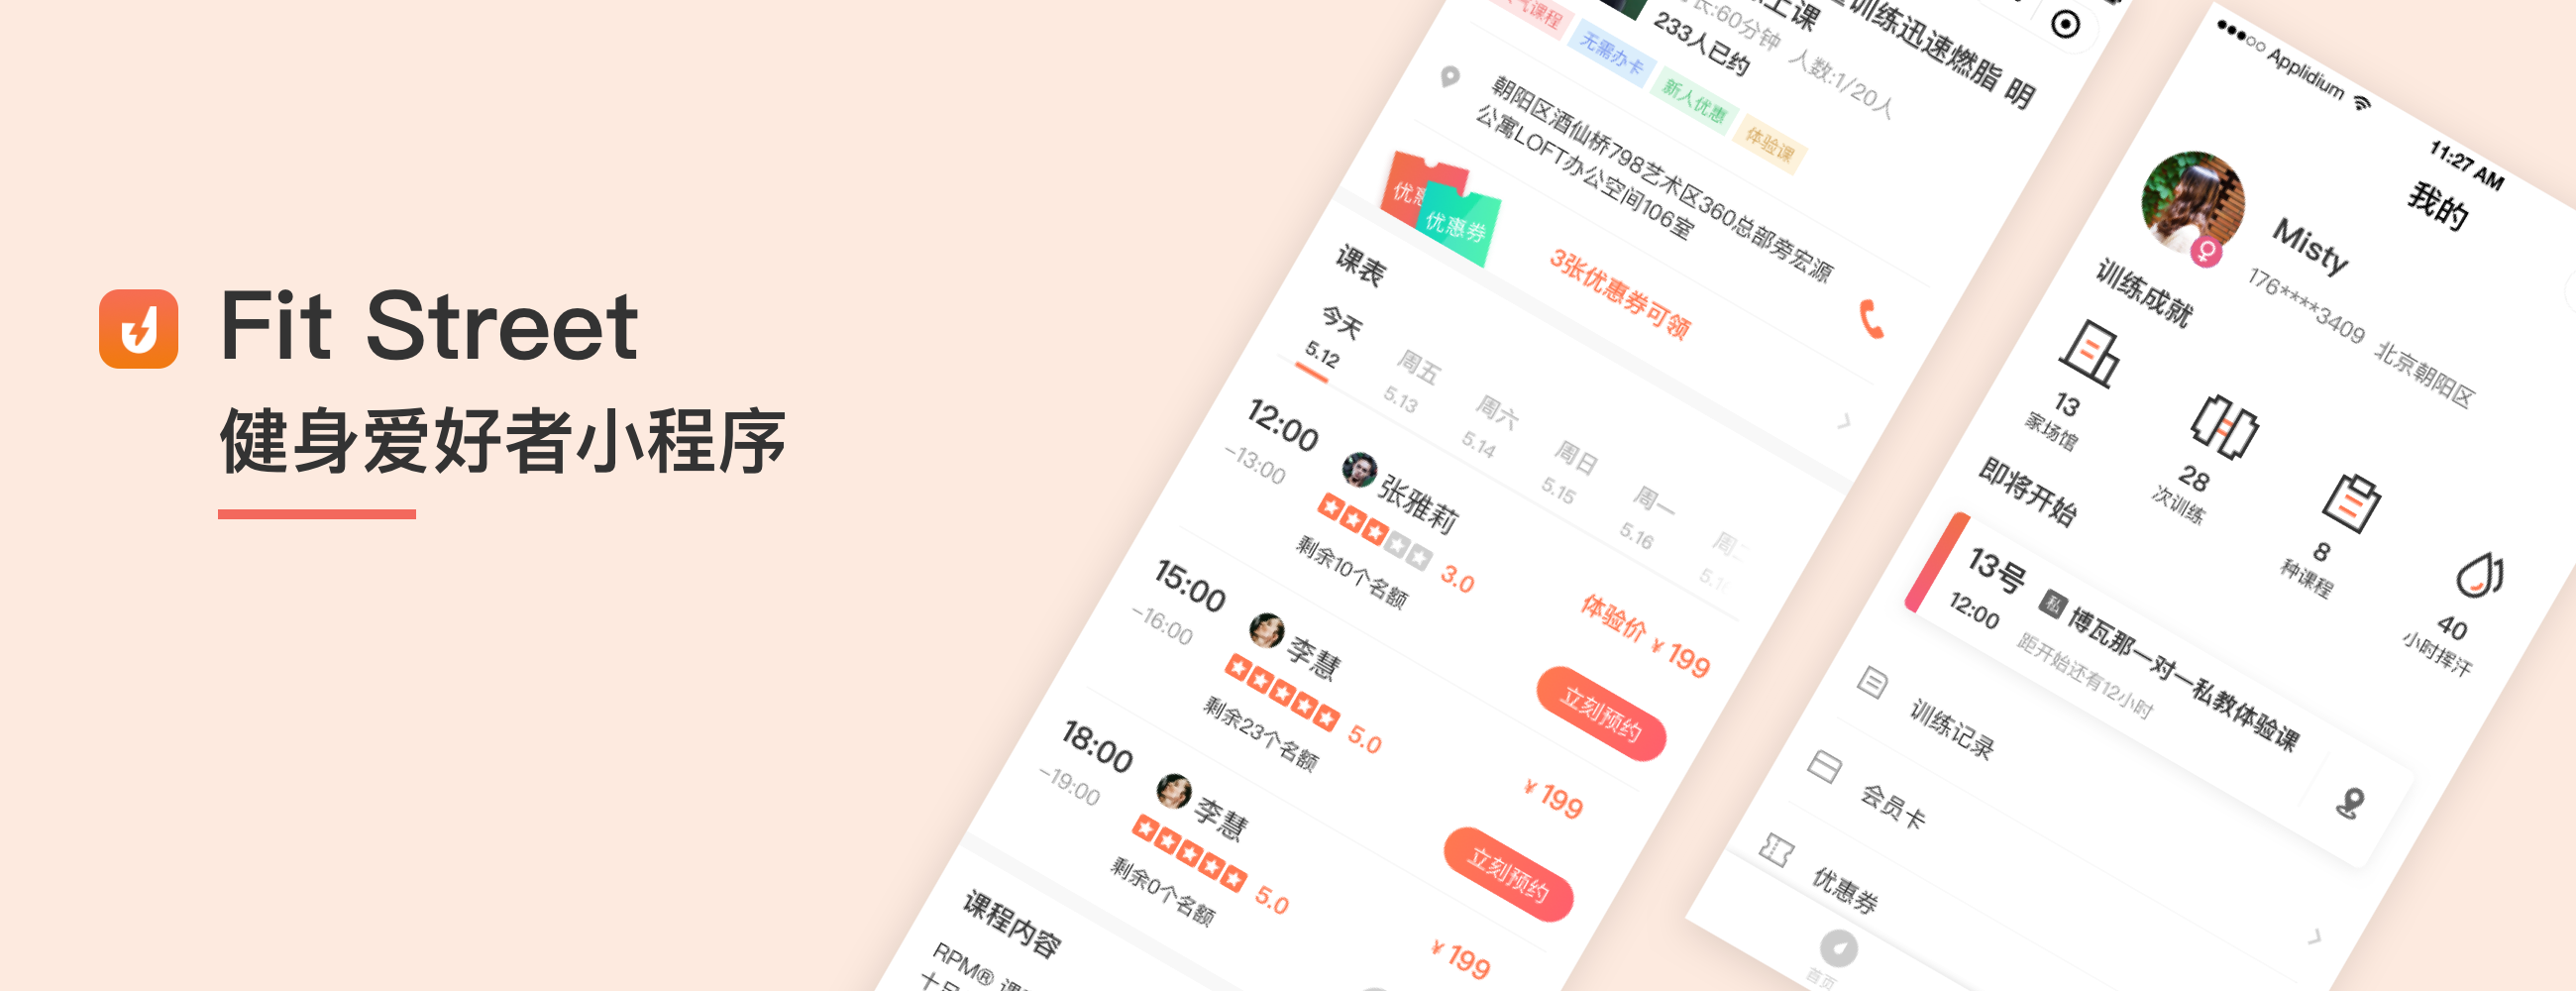 Fit Street
健身爱好者小程序
训练迅速燃脂 明
上课
长:60分钟 人数:1/20人
233人已约
气课程
无需办卡
新人优惠
体验课
朝阳区酒仙桥798艺术区360总部旁宏源
公寓LOFT办公空间106室
优惠
优惠券
3张优惠券可领
课表
今天
5.12
周五
5.13
周六
5.14
周日
5.15
周一
5.16
周
12:00
-13:00
张雅莉
3.0
剩余10个名额
体验价 ¥ 199
立刻预约
15:00
-16:00
李慧
5.0
剩余23个名额
¥ 199
立刻预约
18:00
-19:00
李慧
5.0
剩余0个名额
¥ 199
课程内容
RPM® 课
Applidium
11:27 AM
我的
Misty
176****3409 北京朝阳区
训练成就
13
家场馆
28
次训练
8
种课程
40
小时挥汗
即将开始
13号
12:00
私 博瓦那一对一私教体验课
距开始还有12小时
训练记录
会员卡
优惠券
首页